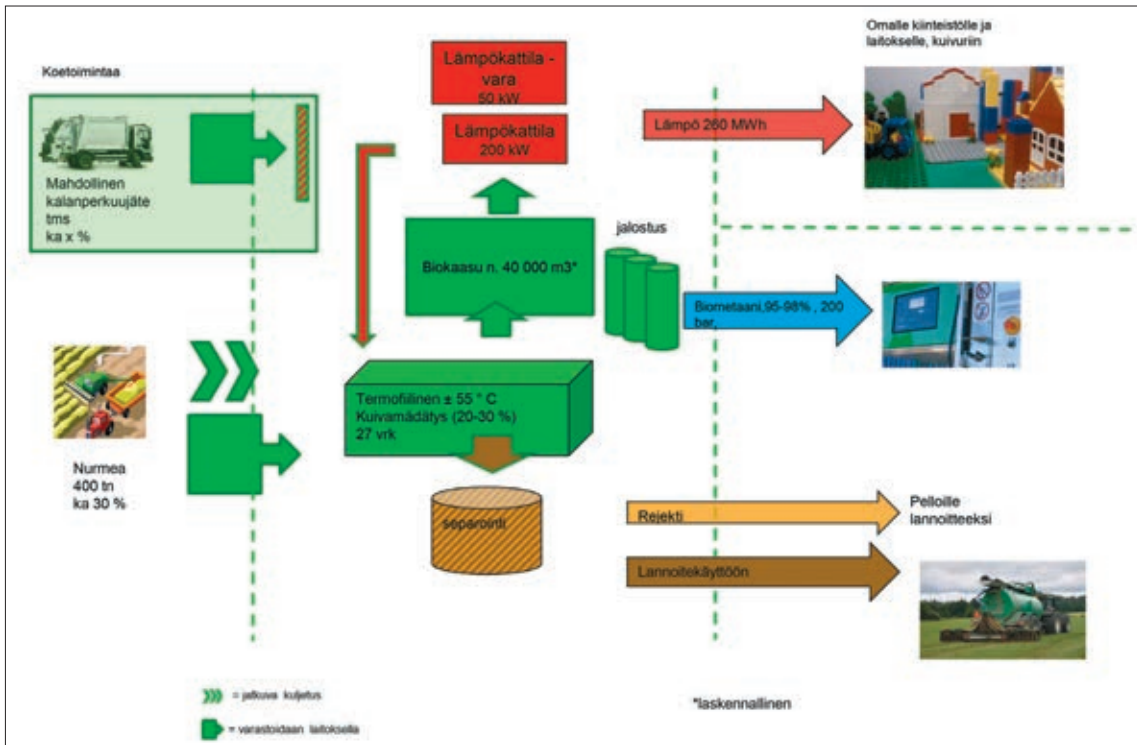 Koetoimintaa
Mahdollinen
kalanperkuujäte
tms
ka x %
Nurmea
400 tn
ka 30 %
Lämpökattila -
vara
50 kW
Lämpökattila
200 kW
Biokaasu n. 40 000 m3*
Termofiilinen ± 55 ° C
Kuivamädätys (20-30 %)
27 vrk
separointi
jalostus
Omalle kiinteistölle ja
laitokselle, kuivuriin
Lämpö 260 MWh
Biometaani,95-98% , 200
bar,
Rejekti
Pelloille
lannoitteeksi
Lannoitekäyttöön
= jatkuva kuljetus
= varastoidaan laitoksella
*laskennallinen